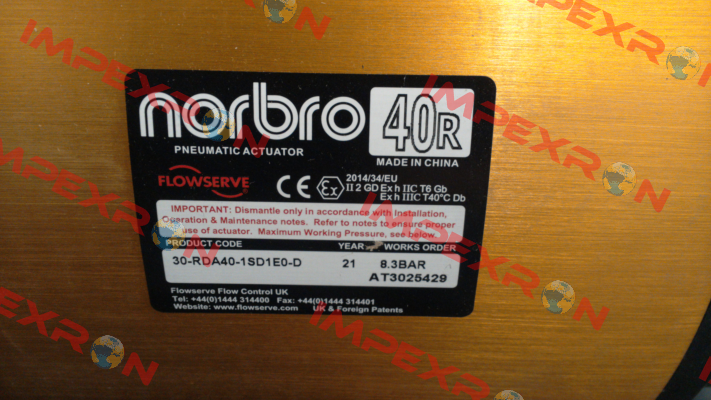 norbro
40R
PNEUMATIC ACTUATOR
MADE IN CHINA
FLOWSERVE
CE Ex
2014/34/EU
II 2 GD Ex h IIC T6 Gb
Ex h IIIC T40°C Db
IMPORTANT: Dismantle only in accordance with Installation,
Operation & Maintenance notes. Refer to notes to ensure proper
use of actuator. Maximum Working Pressure, see below.
PRODUCT CODE YEAR WORKS ORDER
30-RDA40-1SD1E0-D 21 8.3BAR
AT3025429
Flowserve Flow Control UK
Tel: +44(0)1444 314400 Fax: +44(0)1444 314401
Website: www.flowserve.com UK & Foreign Patents
IMPEXRON
IMPEXRON
IMPEXRON
IMPEXRON
IMPEXRON
IMPEXRON
IMPEXRON
IMPEXRON